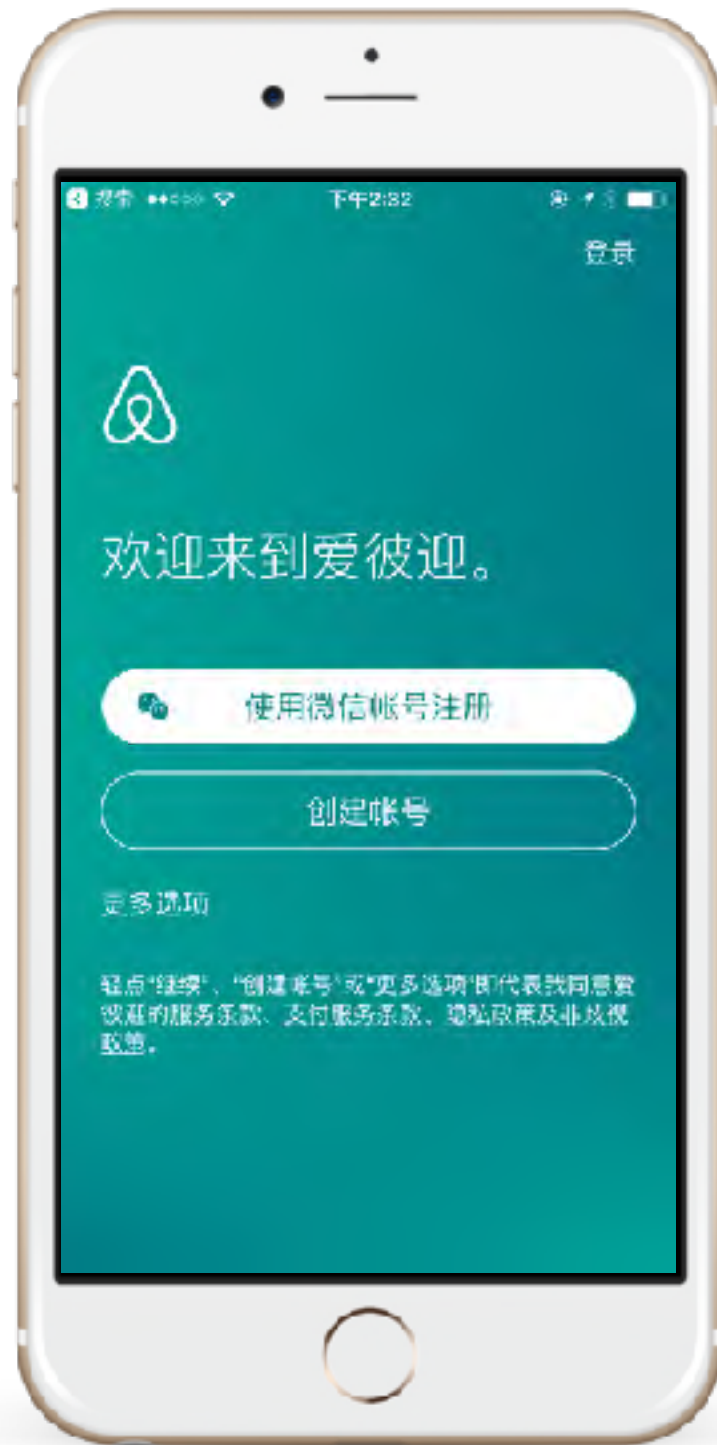 搜索 下午2:32
登录
欢迎来到爱彼迎。
使用微信帐号注册
创建帐号
更多选项
轻点“继续”、“创建帐号”或“更多选项”即代表我同意爱
彼迎的服务条款、支付服务条款、隐私政策及非歧视
政策。